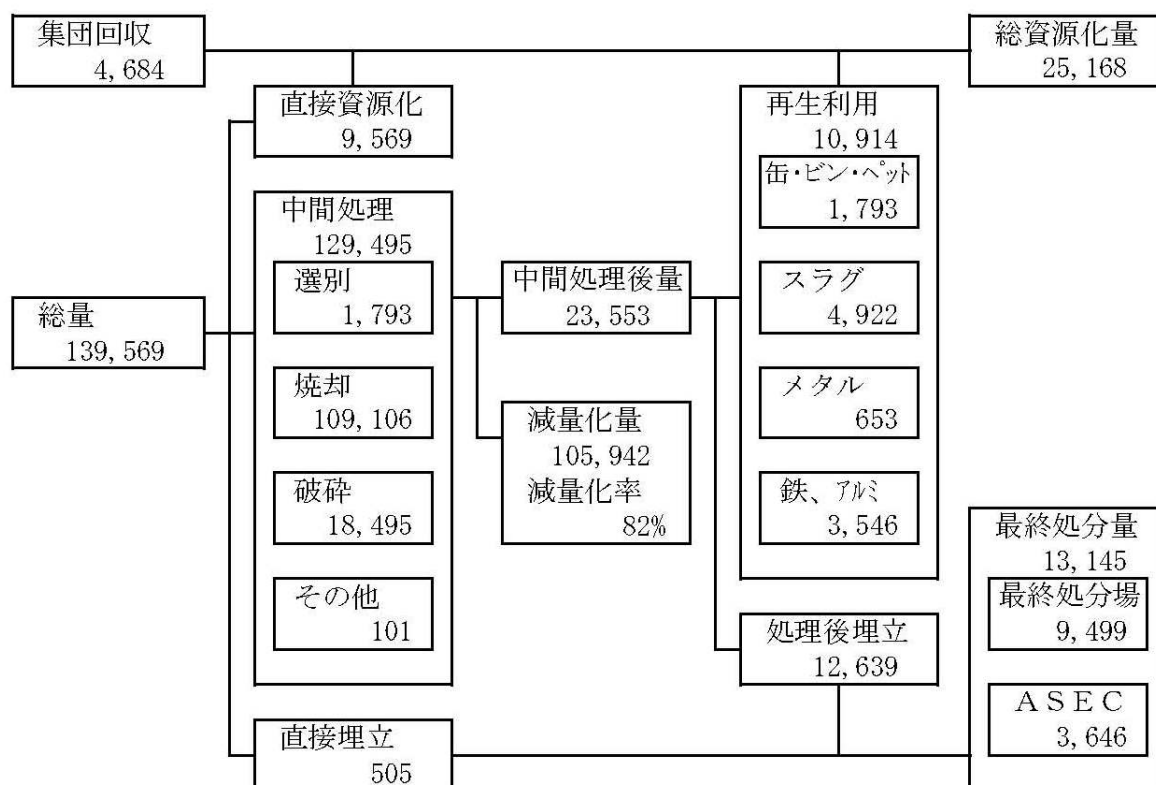 集団回収
4,684
総資源化量
25,168
直接資源化
9,569
再生利用
10,914
缶・ビン・ペット
1,793
中間処理
129,495
選別
1,793
中間処理後量
23,553
スラグ
4,922
総量
139,569
焼却
109,106
減量化量
105,942
減量化率
82%
メタル
653
破砕
18,495
鉄、アルミ
3,546
最終処分量
13,145
その他
101
最終処分場
9,499
処理後埋立
12,639
ASEC
3,646
直接埋立
505